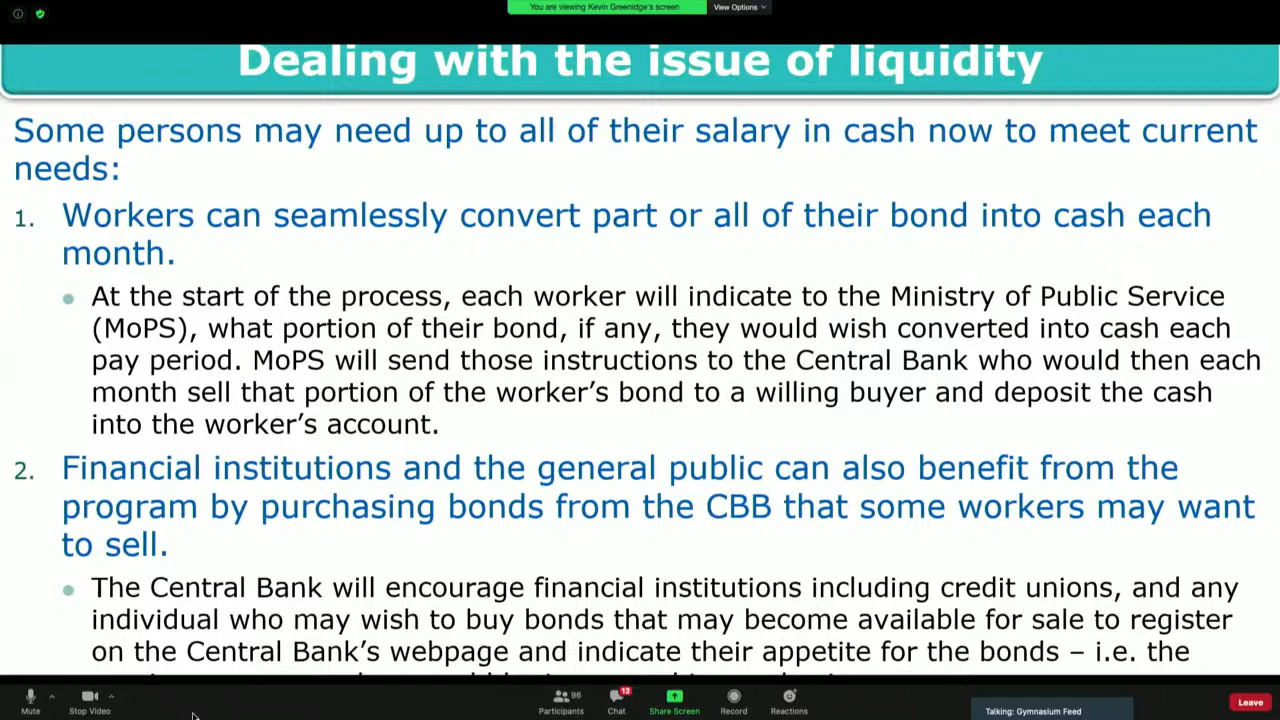 You are viewing Kevin Greenidge's screen
View Options
Dealing with the issue of liquidity
Some persons may need up to all of their salary in cash now to meet current
needs:
1. Workers can seamlessly convert part or all of their bond into cash each
month.
At the start of the process, each worker will indicate to the Ministry of Public Service
(MoPS), what portion of their bond, if any, they would wish converted into cash each
pay period. MoPS will send those instructions to the Central Bank who would then each
month sell that portion of the worker's bond to a willing buyer and deposit the cash
into the worker's account.
2. Financial institutions and the general public can also benefit from the
program by purchasing bonds from the CBB that some workers may want
to sell.
The Central Bank will encourage financial institutions including credit unions, and any
individual who may wish to buy bonds that may become available for sale to register
on the Central Bank's webpage and indicate their appetite for the bonds – i.e. the
Mute
Stop Video
Participants
96
Chat
12
Share Screen
Record
Reactions
Talking: Gymnasium Feed
Leave